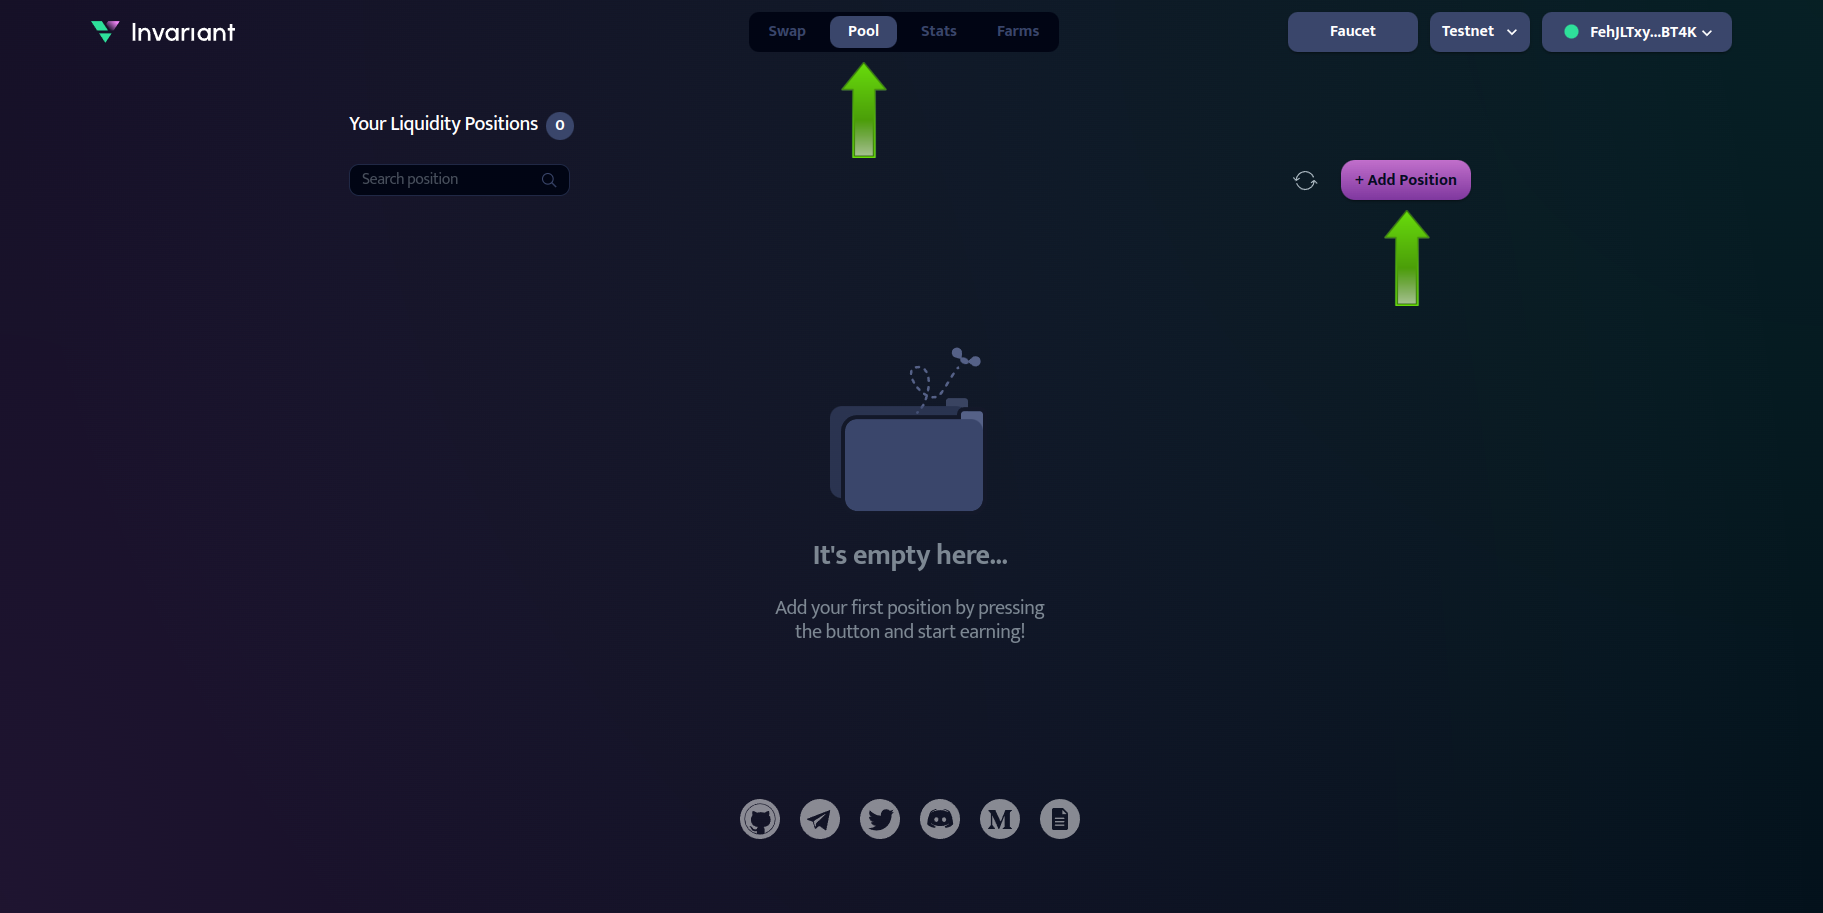 Invariant
Swap
Pool
Stats
Farms
Faucet
Testnet
FehJLTxy...BT4K
Your Liquidity Positions
0
Search position
+ Add Position
It's empty here...
Add your first position by pressing
the button and start earning!
M